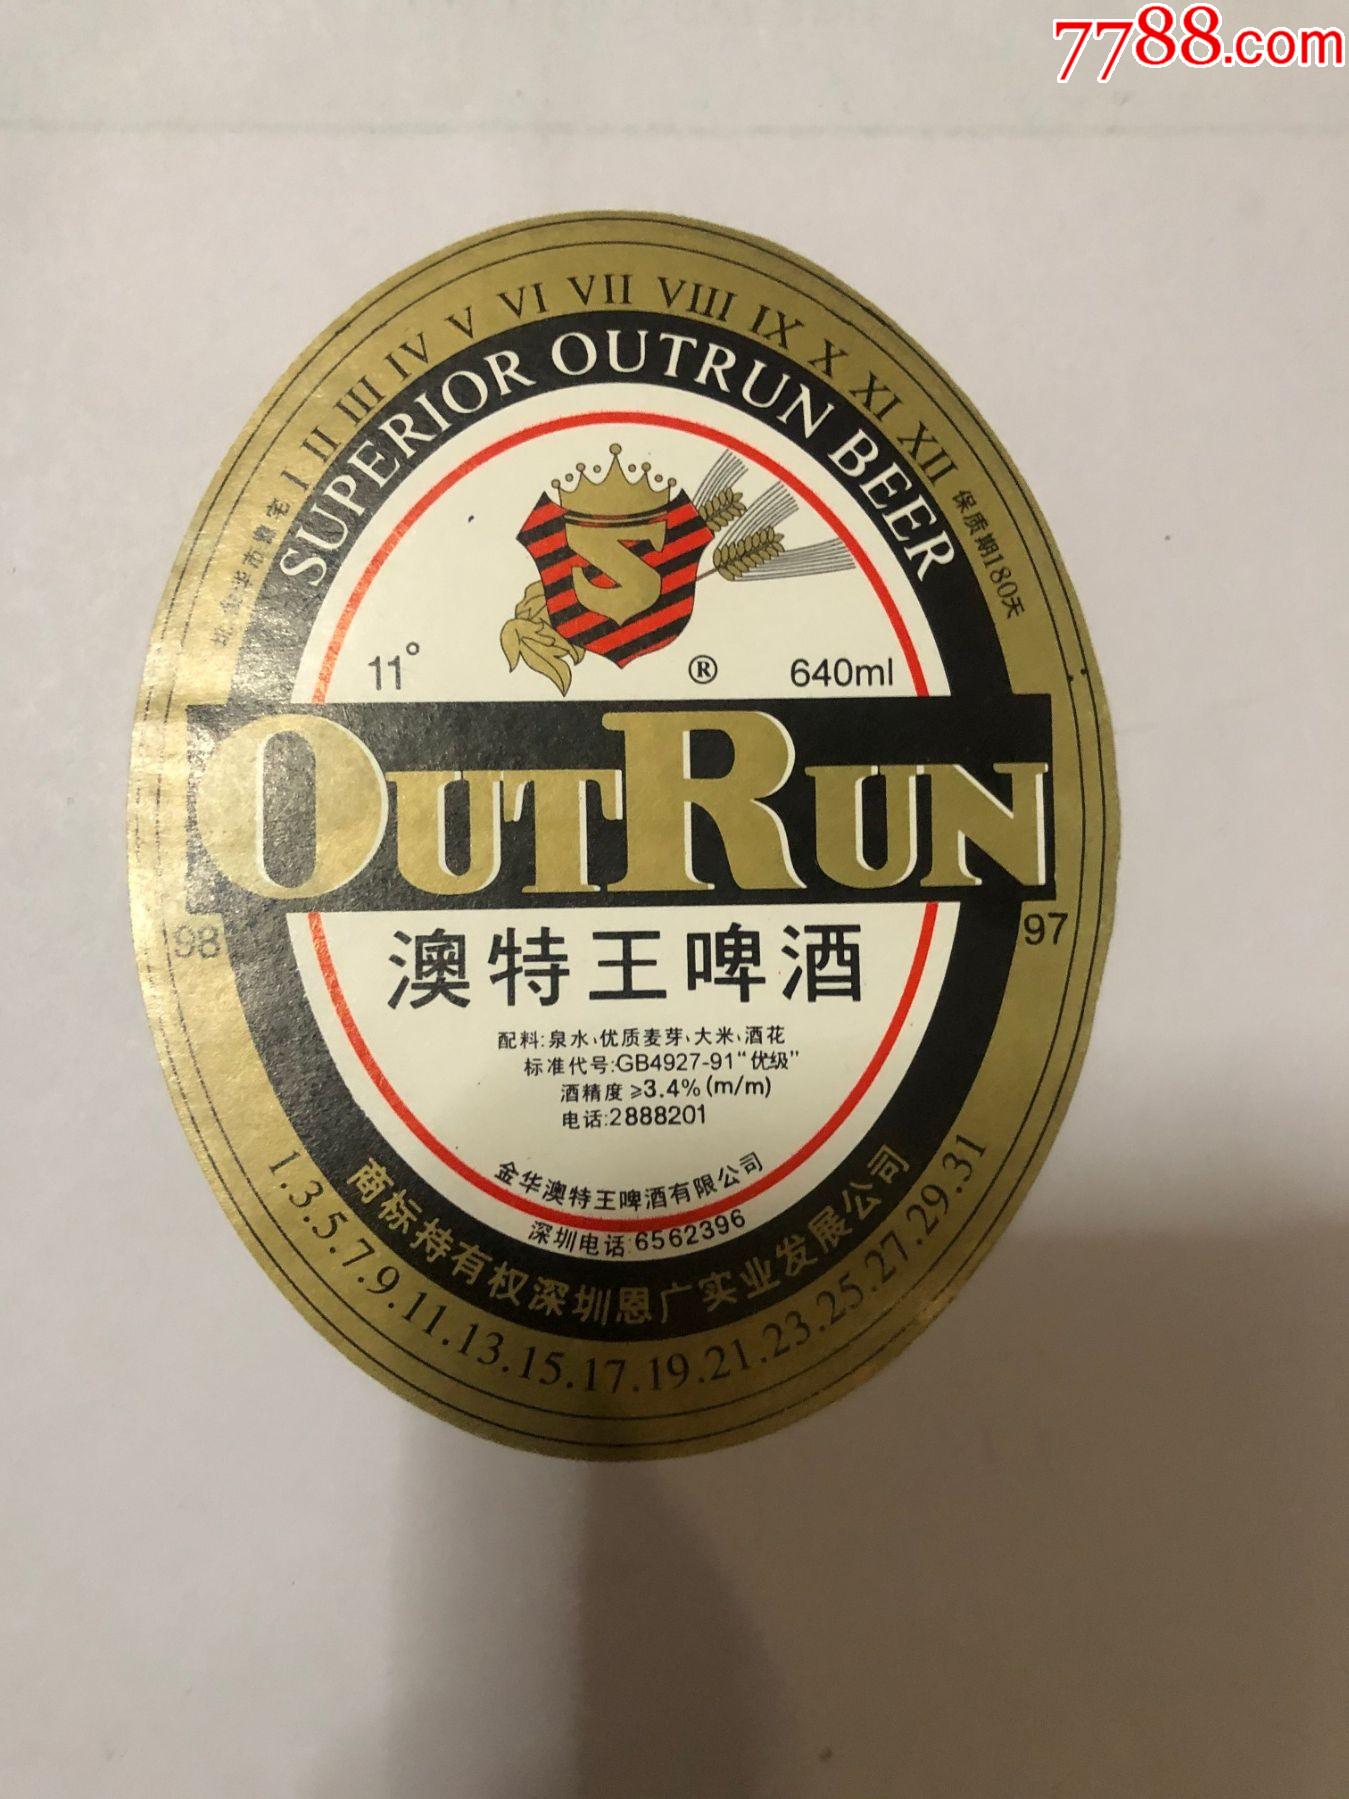 7788.com
I II III IV V VI VII VIII IX X XI XII
保质期180天
SUPERIOR OUTRUN BEER
S
11°
®
640ml
OUTRUN
98
97
澳特王啤酒
配料:泉水、优质麦芽、大米、酒花
标准代号:GB4927-91“优级”
酒精度≥3.4%(m/m)
电话:2888201
金华澳特王啤酒有限公司
深圳电话:6562396
商标持有权深圳恩广实业发展公司
1.3.5.7.9.11.13.15.17.19.21.23.25.27.29.31